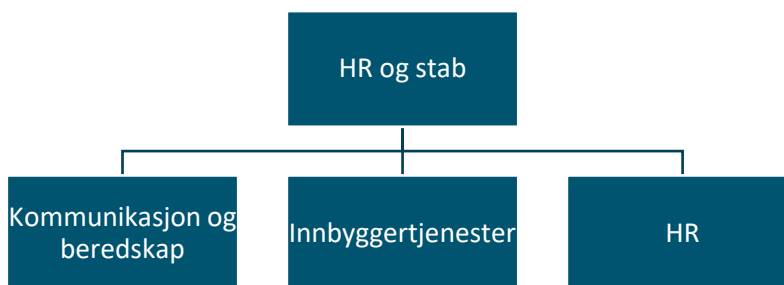 HR og stab
Kommunikasjon og
beredskap
Innbyggertjenester
HR